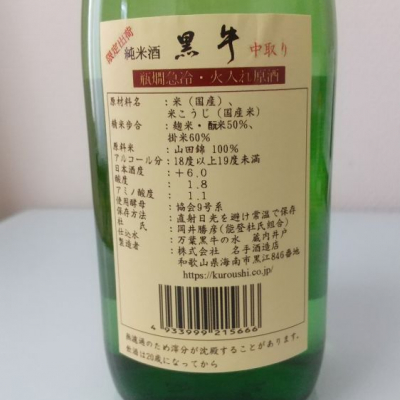 限定出荷
純米酒 黒牛 中取り
瓶燗急冷・火入れ原酒
原材料名 :米(国産)、
米こうじ(国産米)
精米歩合 :麹米・酛米50%、
掛米60%
原料米 :山田錦 100%
アルコール分:18度以上19度未満
日本酒度 :+6.0
酸度 : 1.8
アミノ酸度 : 1.1
使用酵母 :協会9号系
保存方法 :直射日光を避け常温で保存
杜氏 :岡井勝彦(能登杜氏組合)
仕込水 :万葉黒牛の水 蔵内井戸
製造者 :株式会社 名手酒造店
和歌山県海南市黒江846番地
https://kuroushi.co.jp/
4 933999 215666
無濾過のため滓分が沈殿することがあります。
飲酒は20歳になってから